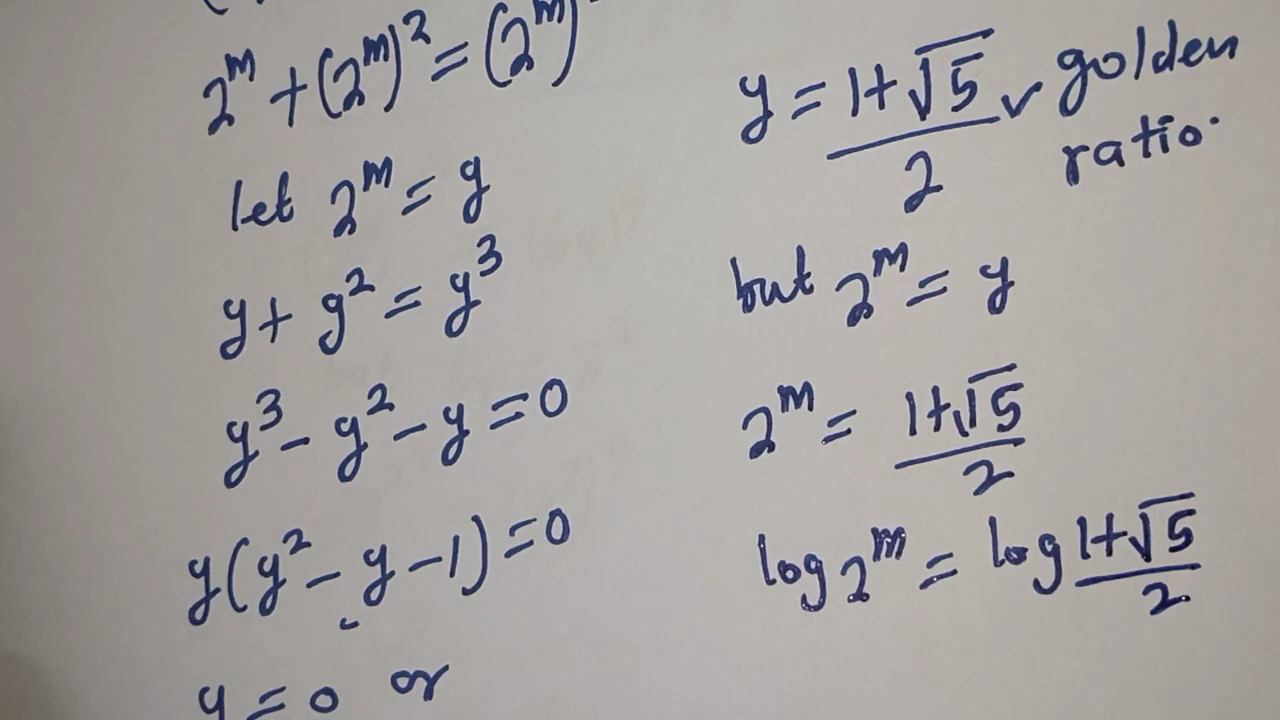 2^m + (2^m)^2 = (2^m)
let 2^m = y
y + y^2 = y^3
y^3 - y^2 - y = 0
y(y^2 - y - 1) = 0
y = 0 or
y = (1+√5)/2 ✓ golden ratio.
but 2^m = y
2^m = (1+√5)/2
log 2^m = log (1+√5)/2